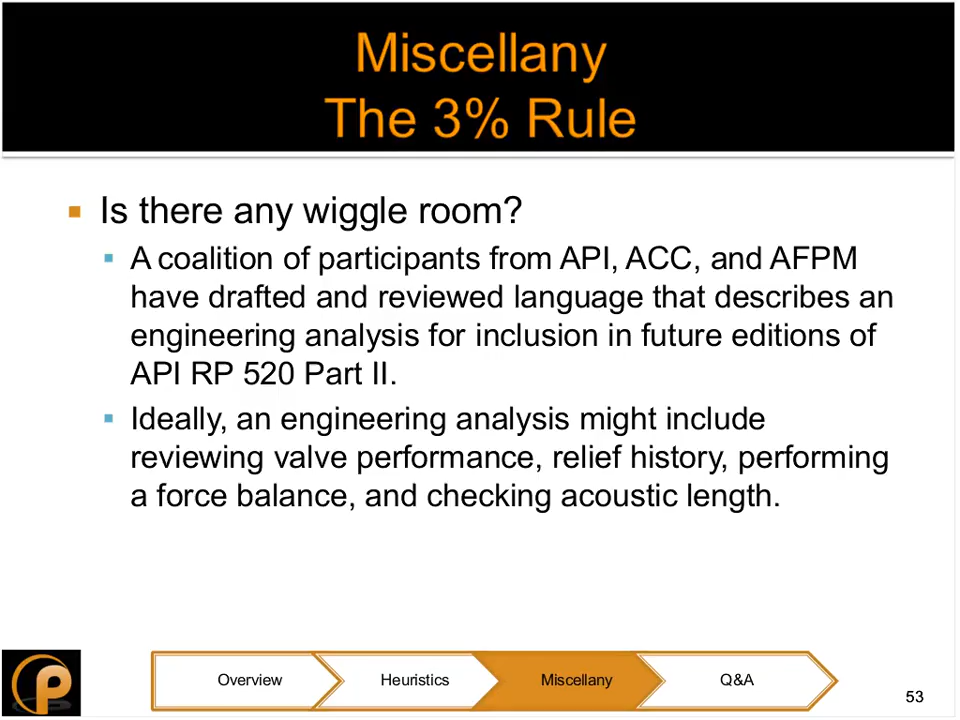 Miscellany
The 3% Rule
Is there any wiggle room?
A coalition of participants from API, ACC, and AFPM
have drafted and reviewed language that describes an
engineering analysis for inclusion in future editions of
API RP 520 Part II.
Ideally, an engineering analysis might include
reviewing valve performance, relief history, performing
a force balance, and checking acoustic length.
P
Overview
Heuristics
Miscellany
Q&A
53